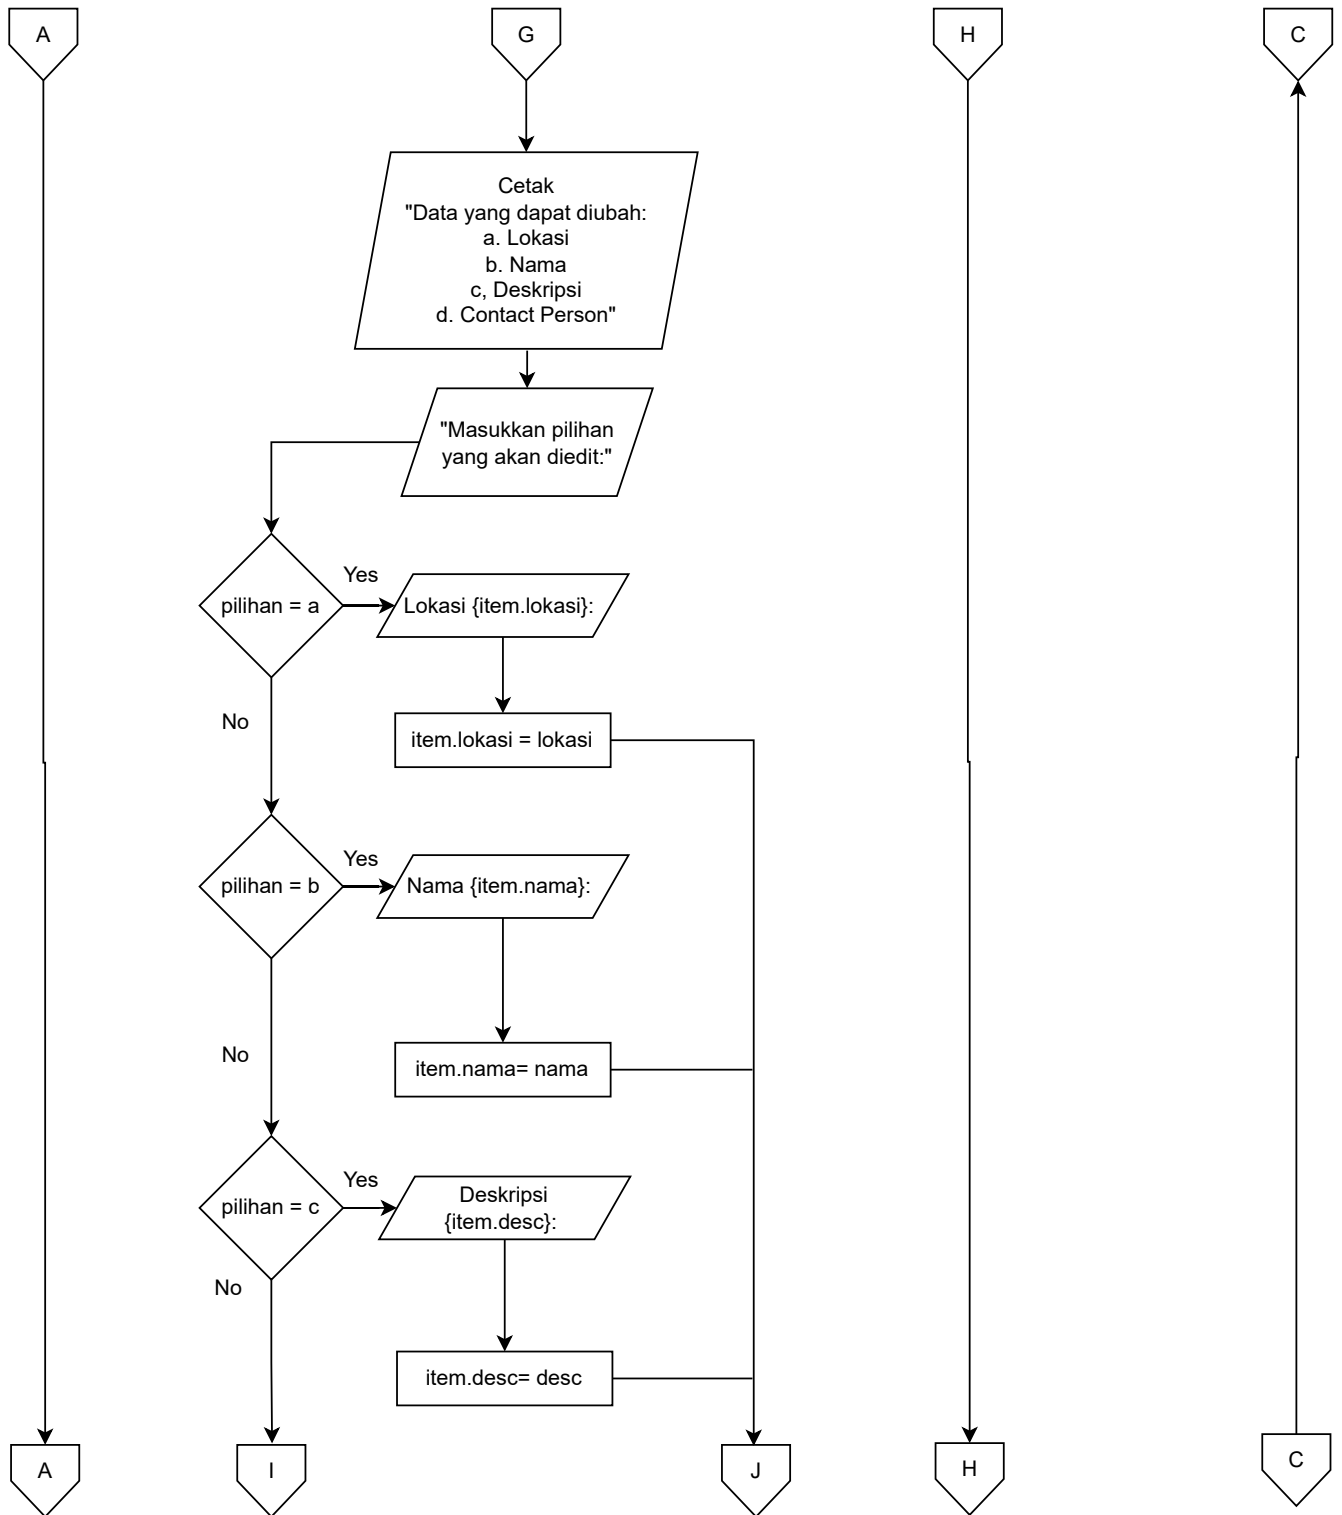 A
G
H
C
Cetak
"Data yang dapat diubah:
a. Lokasi
b. Nama
c, Deskripsi
d. Contact Person"
"Masukkan pilihan
yang akan diedit:"
pilihan = a
Yes
Lokasi {item.lokasi}:
No
item.lokasi = lokasi
pilihan = b
Yes
Nama {item.nama}:
No
item.nama= nama
pilihan = c
Yes
Deskripsi
{item.desc}:
No
item.desc= desc
A
I
J
H
C